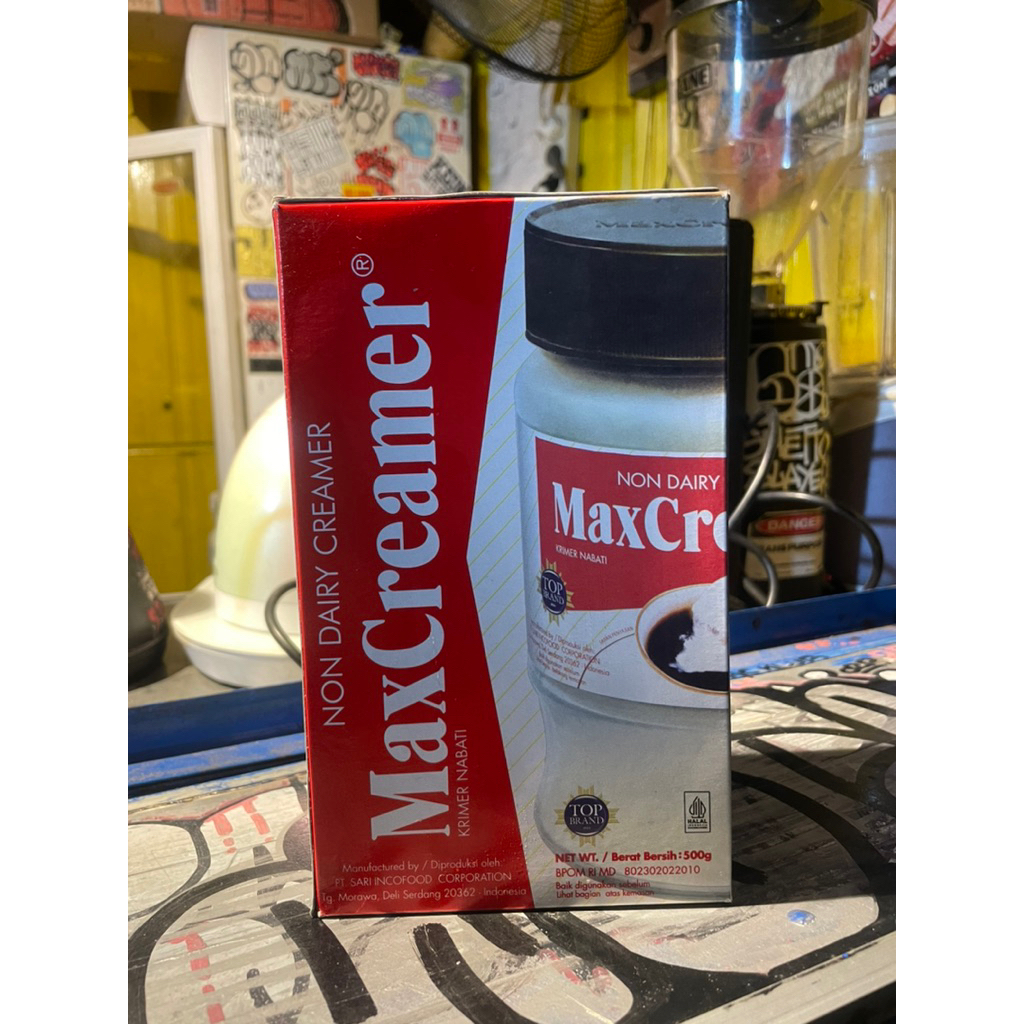 NON DAIRY CREAMER
MaxCreamer®
KRIMER NABATI
Manufactured by / Diproduksi oleh:
PT. SARI INCOFOOD CORPORATION
Tg. Morawa, Deli Serdang 20362 - Indonesia
NON DAIRY
MaxCre
KRIMER NABATI
TOP
BRAND
TOP
BRAND
HALAL
NET WT. / Berat Bersih : 500g
BPOM RI MD 802302022010
Baik digunakan sebelum
Lihat bagian atas kemasan
DANGER